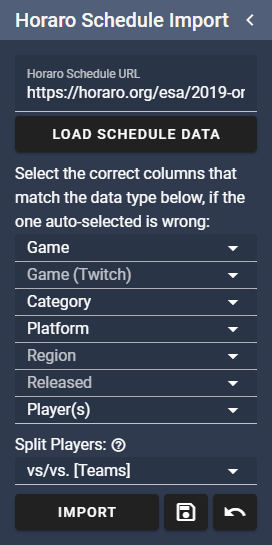 Horaro Schedule Import
Horaro Schedule URL
https://horaro.org/esa/2019-or
LOAD SCHEDULE DATA
Select the correct columns that
match the data type below, if the
one auto-selected is wrong:
Game
Game (Twitch)
Category
Platform
Region
Released
Player(s)
Split Players:
vs/vs. [Teams]
IMPORT